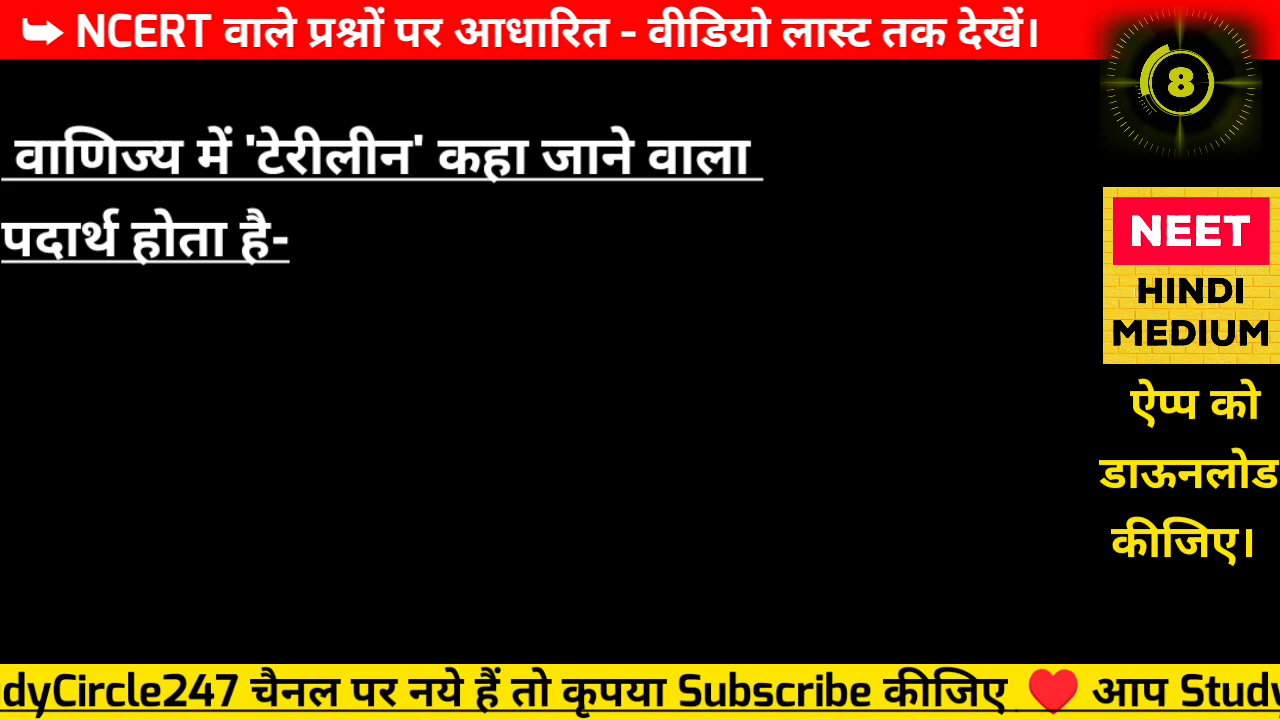 ➥ NCERT वाले प्रश्नों पर आधारित - वीडियो लास्ट तक देखें।
8
वाणिज्य में 'टेरीलीन' कहा जाने वाला
पदार्थ होता है-
NEET
HINDI
MEDIUM
ऐप्प को
डाऊनलोड
कीजिए।
dyCircle247 चैनल पर नये हैं तो कृपया Subscribe कीजिए ❤️ आप Study